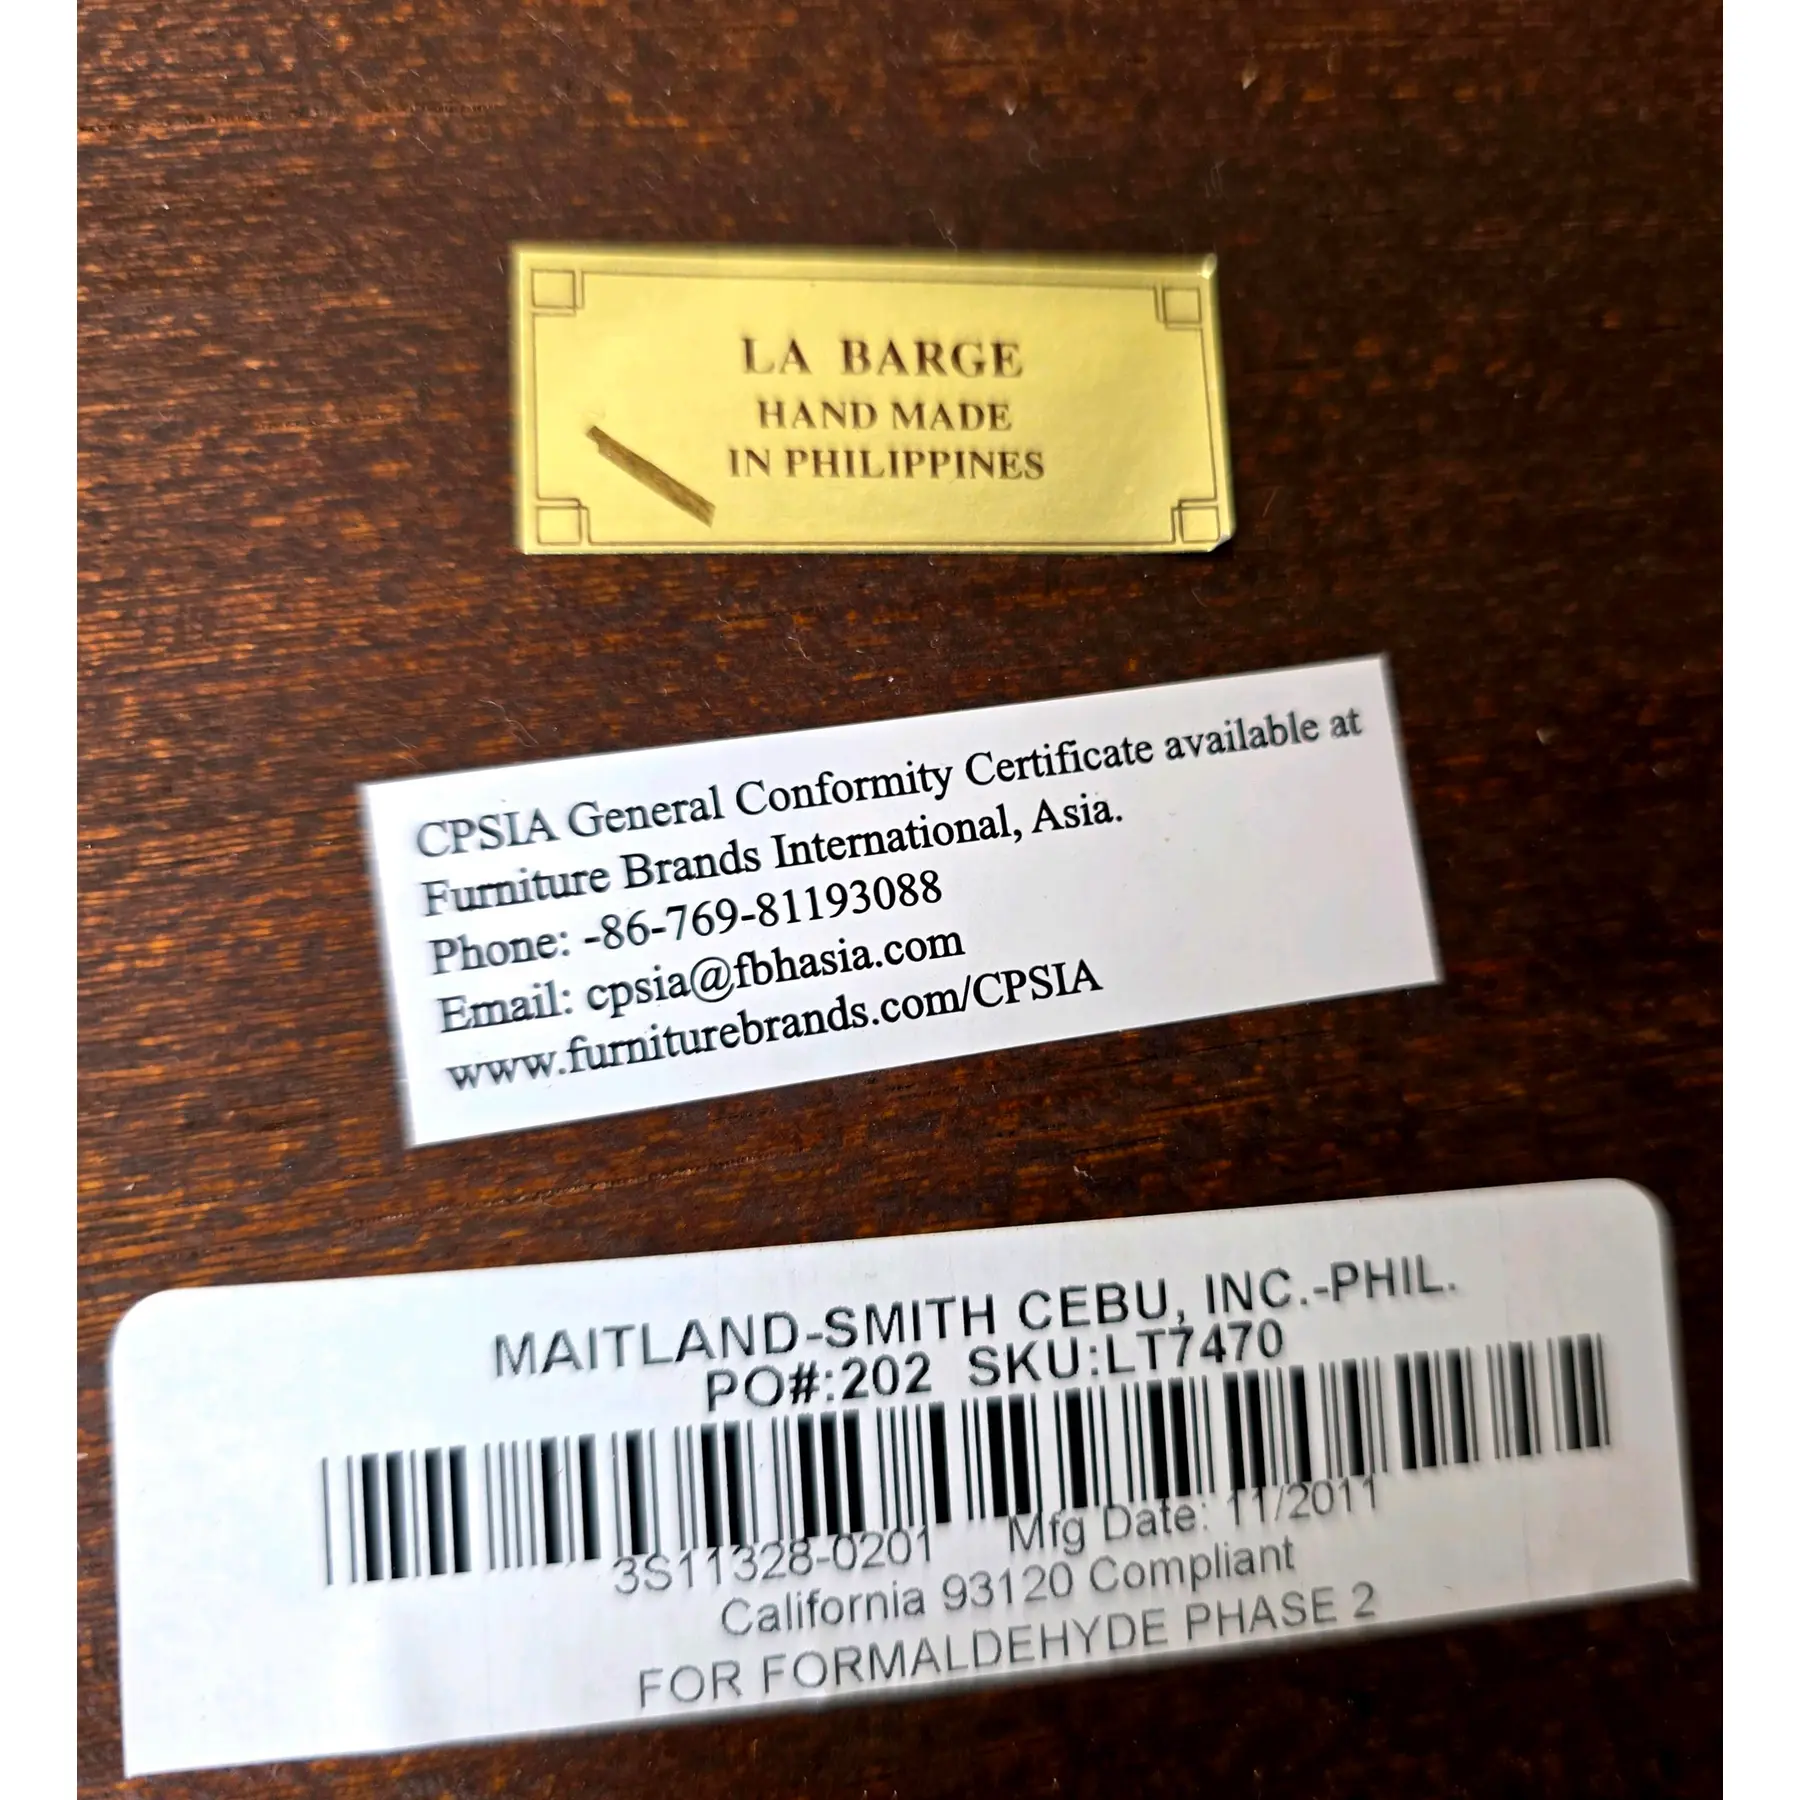 LA BARGE
HAND MADE
IN PHILIPPINES
CPSIA General Conformity Certificate available at
Furniture Brands International, Asia.
Phone: -86-769-81193088
Email: cpsia@fbhasia.com
www.furniturebrands.com/CPSIA
MAITLAND-SMITH CEBU, INC.-PHIL.
PO#:202 SKU:LT7470
3S11328-0201 Mfg Date: 11/2011
California 93120 Compliant
FOR FORMALDEHYDE PHASE 2